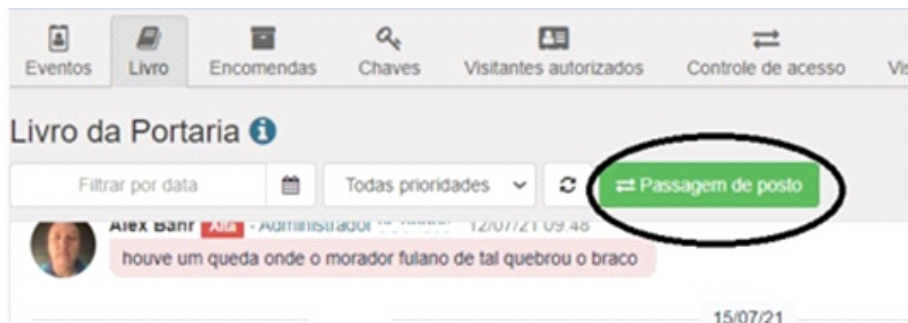 Eventos Livro Encomendas Chaves Visitantes autorizados Controle de acesso Vis
Livro da Portaria
Filtrar por data Todas prioridades Passagem de posto
Alex Bahr Alta - Administrador 12/07/21 09:48
houve um queda onde o morador fulano de tal quebrou o braco
15/07/21